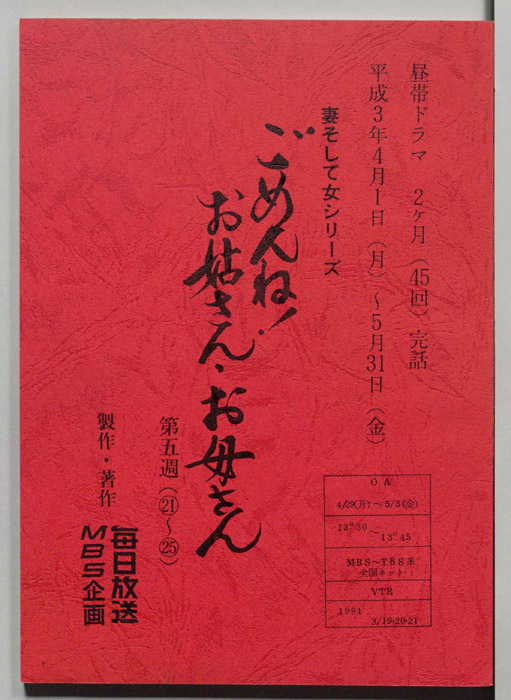 昼帯ドラマ 2ヶ月（45回）完話
平成3年4月1日（月）～5月31日（金）
妻そして女シリーズ
ごめんね！
お姑さん・お母さん
第五週（㉑～㉕）
製作・著作
毎日放送
MBS企画
OA
4/29(月)～5/3(金)
13°30～13°45
MBS～TBS系
全国ネット
VTR
1991
3/19・20・21